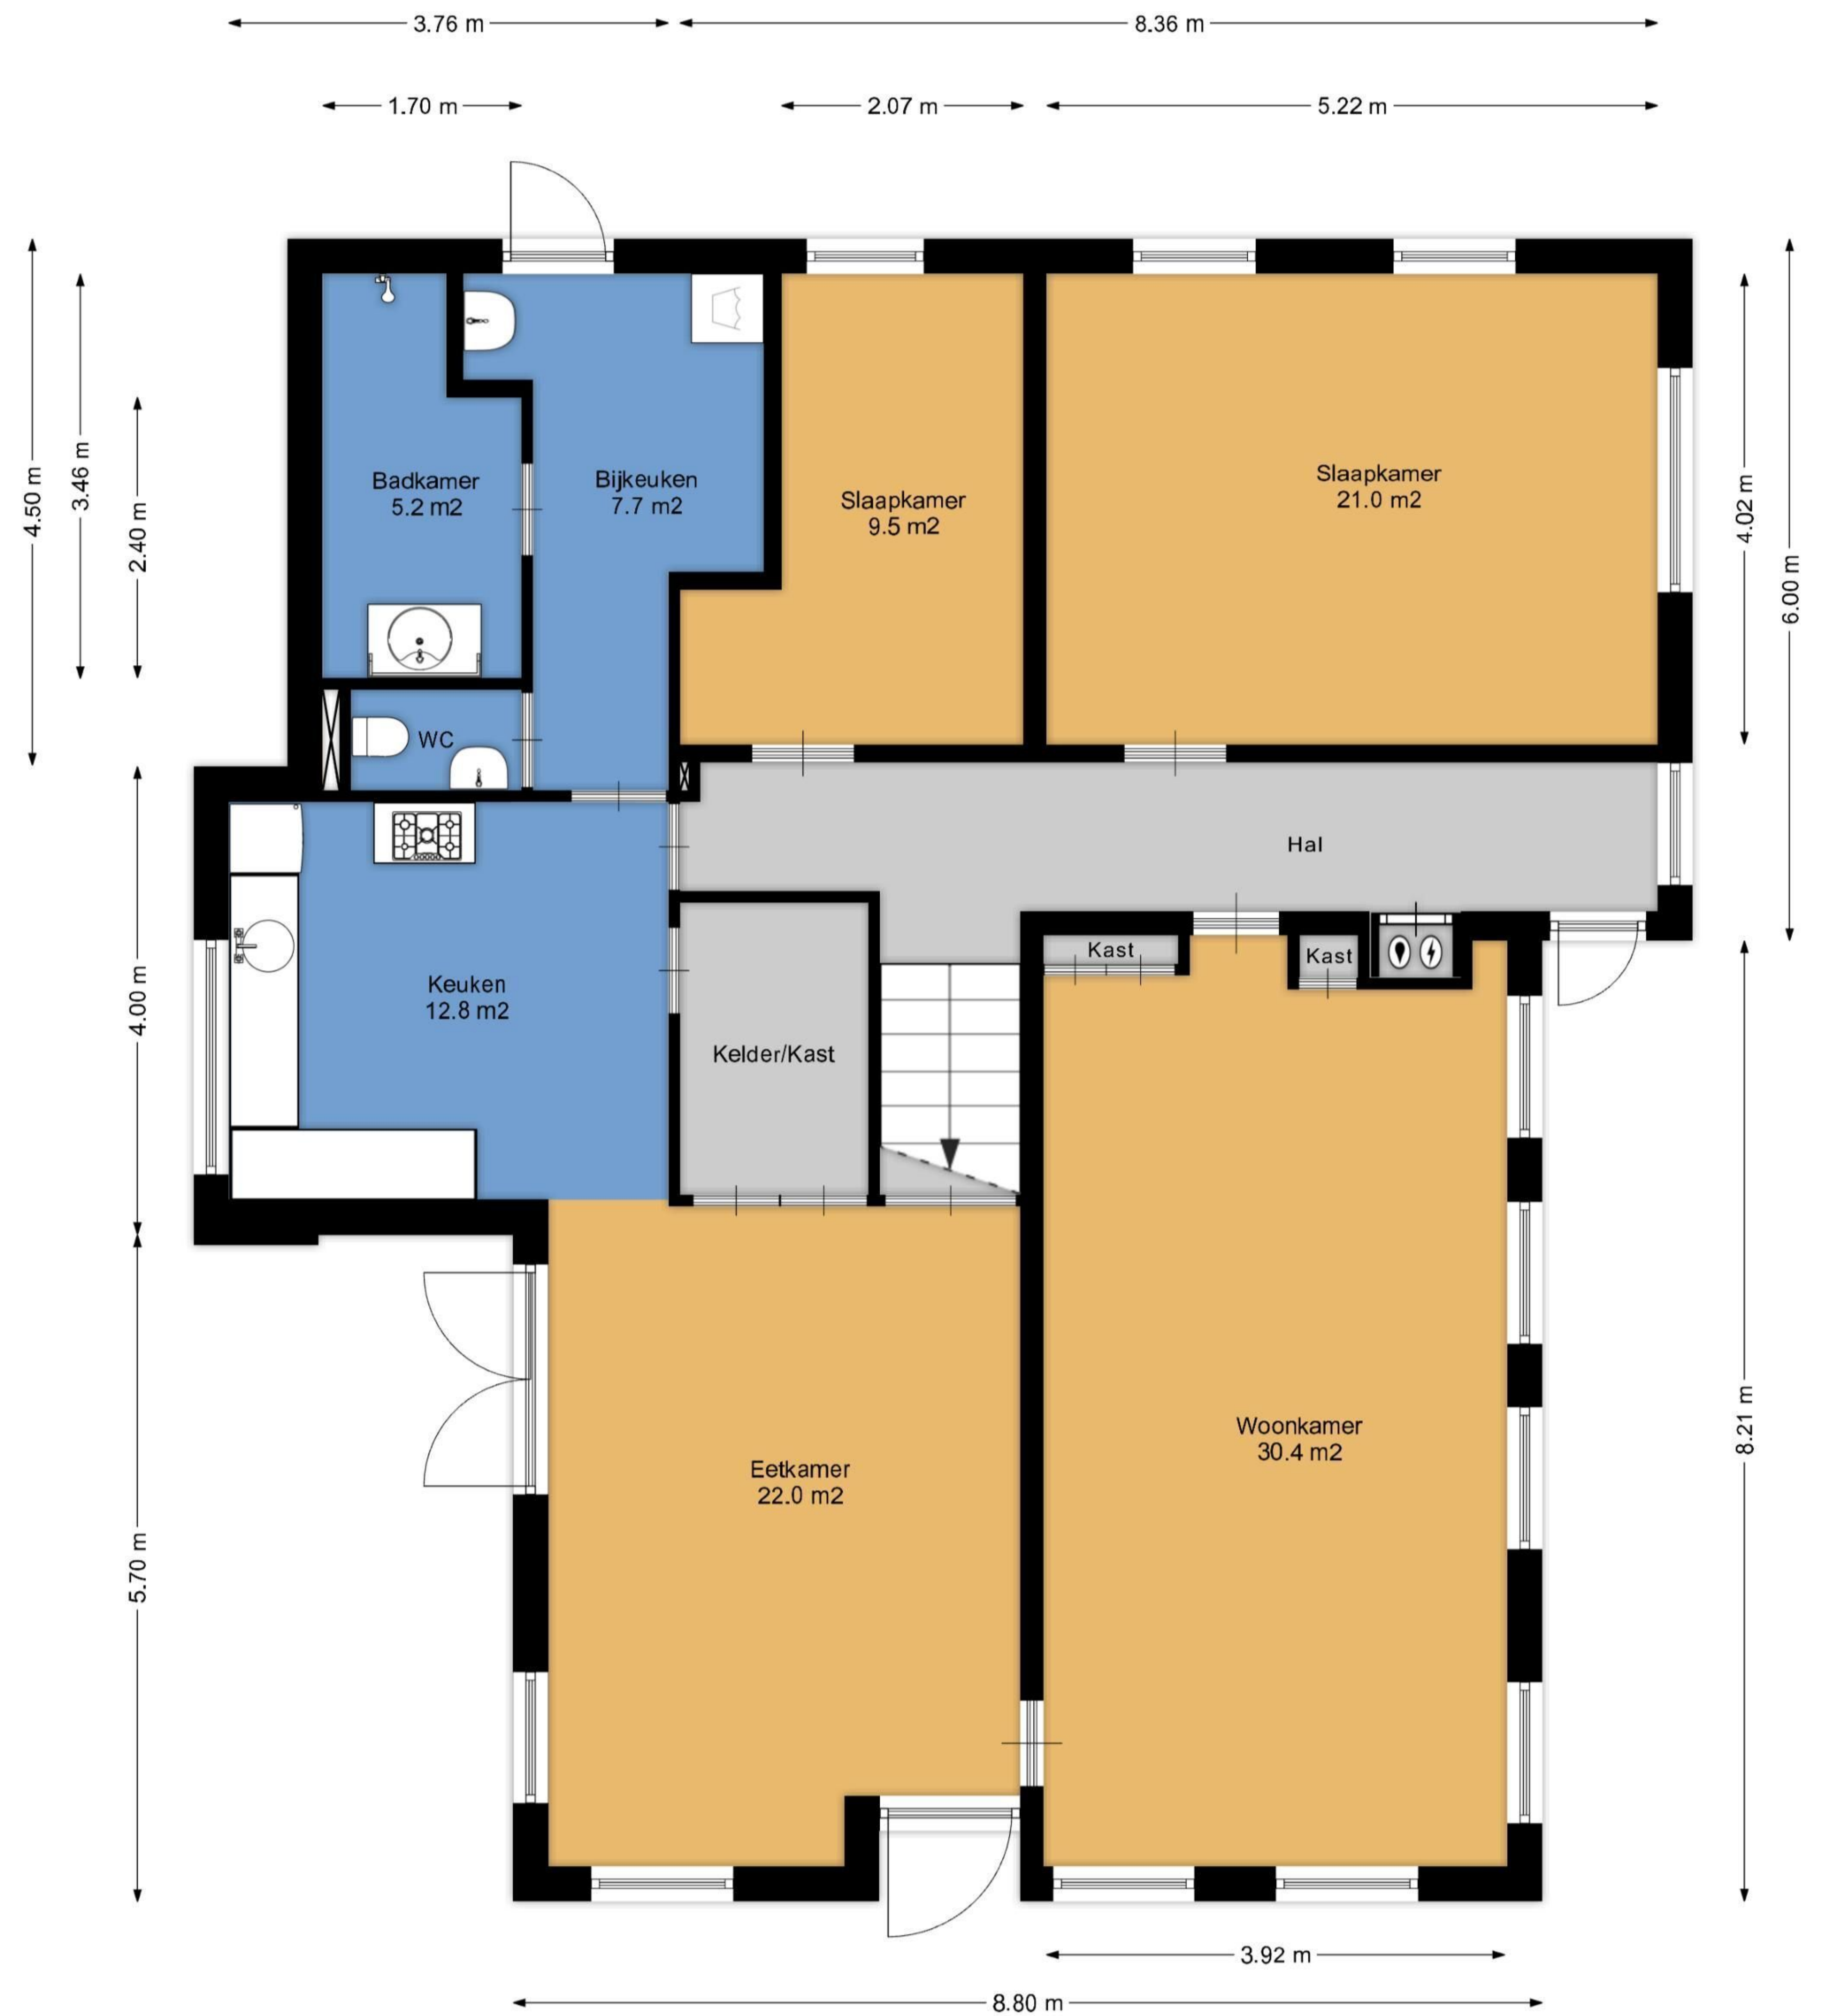 3.76 m
8.36 m
1.70 m
2.07 m
5.22 m
4.50 m
3.46 m
2.40 m
4.02 m
6.00 m
Badkamer
5.2 m2
Bijkeuken
7.7 m2
Slaapkamer
9.5 m2
Slaapkamer
21.0 m2
WC
Hal
Kast
Kast
Keuken
12.8 m2
Kelder/Kast
4.00 m
Woonkamer
30.4 m2
Eetkamer
22.0 m2
8.21 m
5.70 m
3.92 m
8.80 m